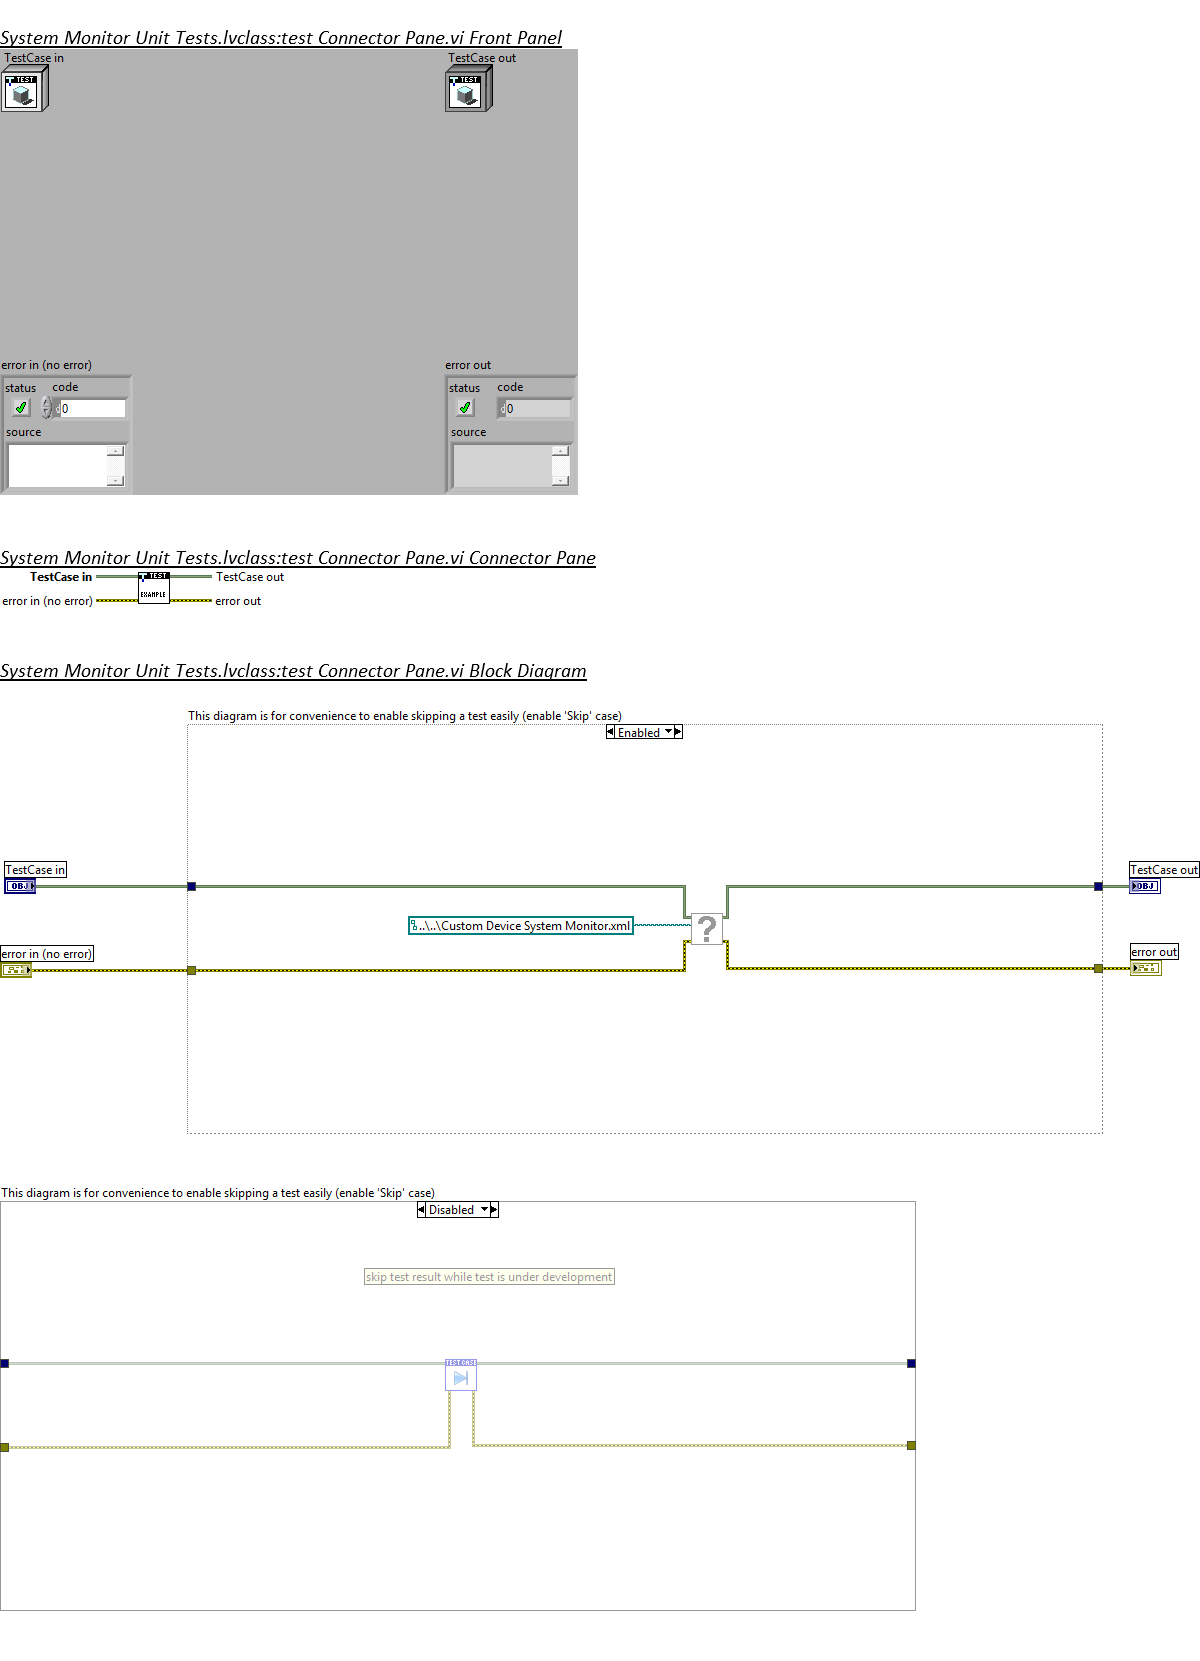 System Monitor Unit Tests.lvclass:test Connector Pane.vi Front Panel
TestCase in
TestCase out
TEST
TEST
error in (no error)
error out
status
code
status
code
d
0
d
0
source
source
System Monitor Unit Tests.lvclass:test Connector Pane.vi Connector Pane
TestCase in
TEST
TestCase out
error in (no error)
EXAMPLE
error out
System Monitor Unit Tests.lvclass:test Connector Pane.vi Block Diagram
This diagram is for convenience to enable skipping a test easily (enable 'Skip' case)
Enabled
TestCase in
TestCase out
OBJ
OBJ
..\..\Custom Device System Monitor.xml
?
error in (no error)
error out
This diagram is for convenience to enable skipping a test easily (enable 'Skip' case)
Disabled
skip test result while test is under development
TEST CASE